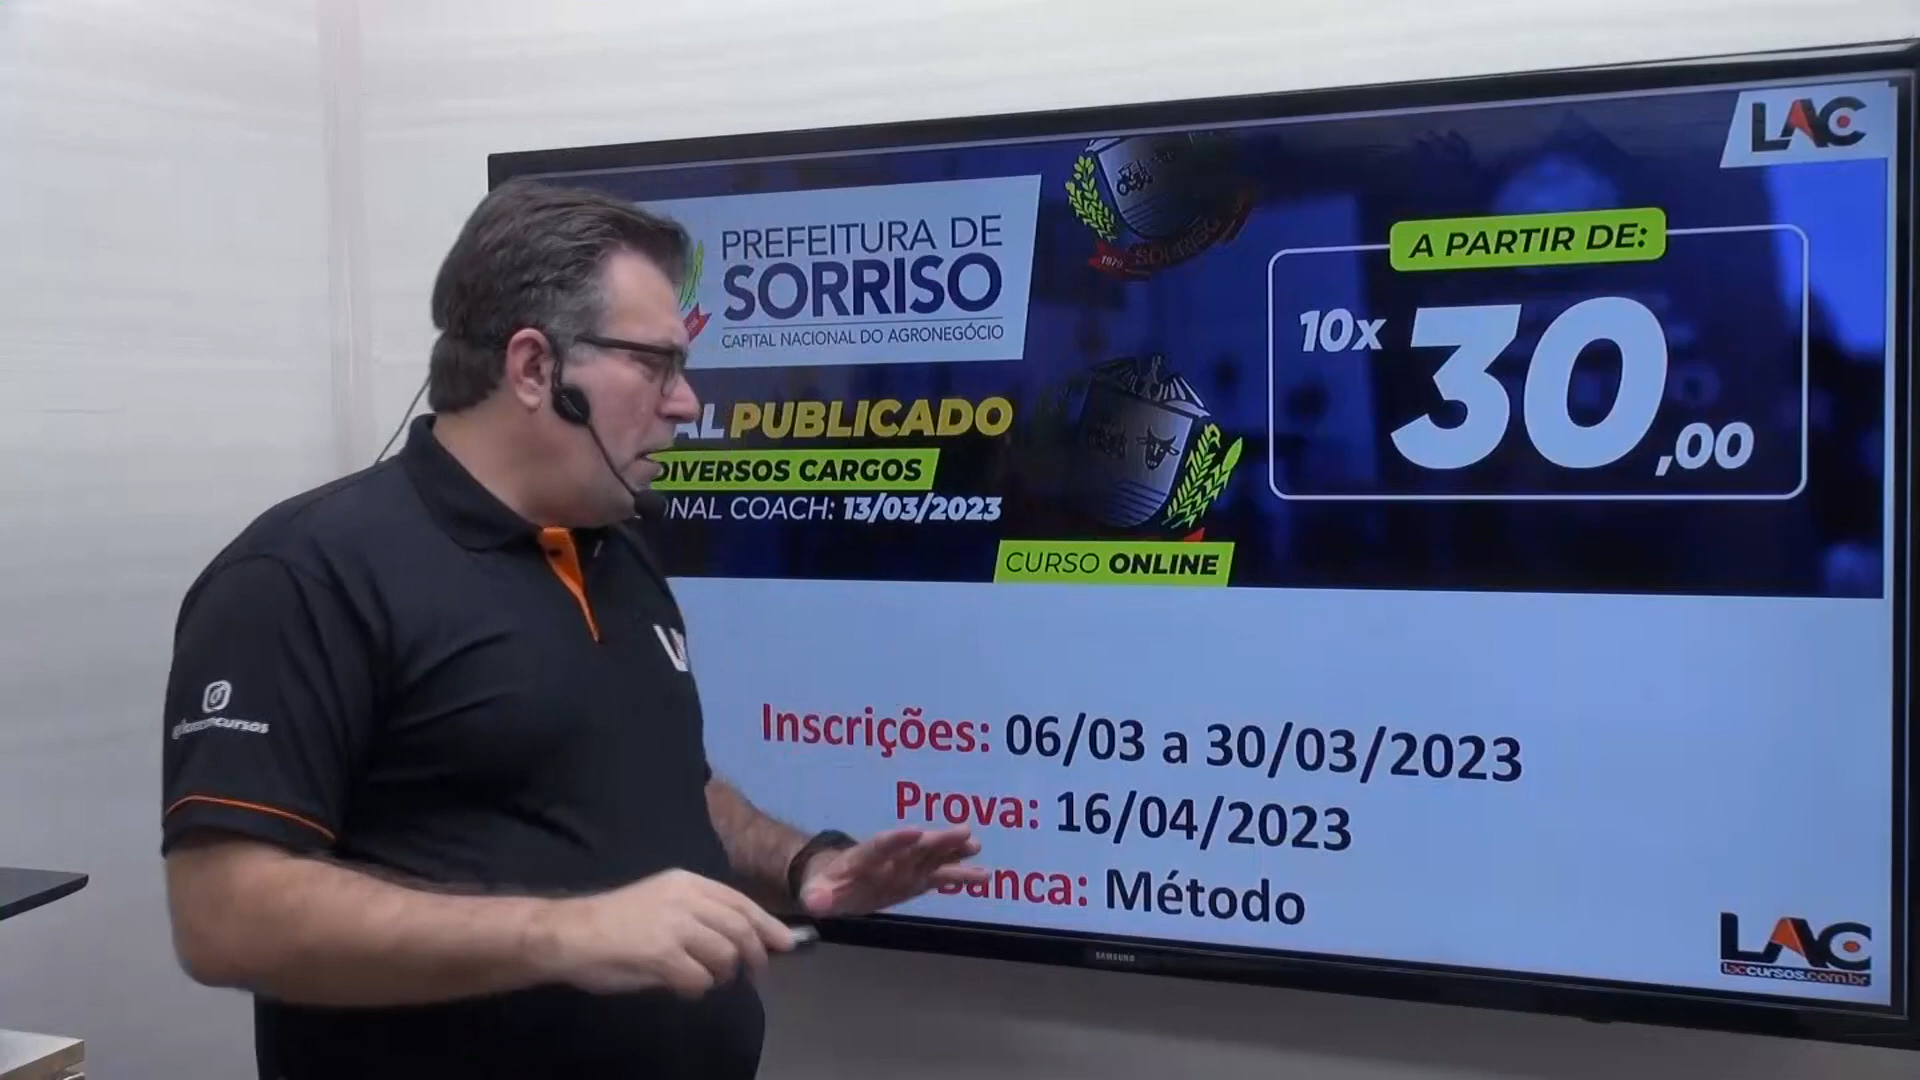 LAC
PREFEITURA DE
SORRISO
CAPITAL NACIONAL DO AGRONEGÓCIO
SORRISO
A PARTIR DE:
10x 30,00
AL PUBLICADO
DIVERSOS CARGOS
ONAL COACH: 13/03/2023
CURSO ONLINE
Inscrições: 06/03 a 30/03/2023
Prova: 16/04/2023
Banca: Método
SAMSUNG
LAC
laccursos.com.br